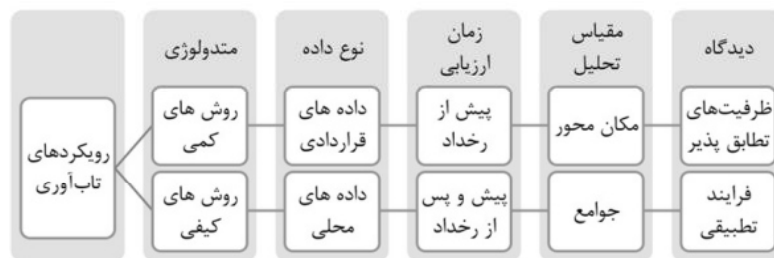 دیدگاه
مقیاس
تحلیل
زمان
ارزیابی
نوع داده
متدولوژی
ظرفیت‌های
تطابق پذیر
مکان محور
پیش از
رخداد
داده های
قراردادی
روش های
کمی
رویکردهای
تاب‌آوری
فرایند
تطبیقی
جوامع
پیش و پس
از رخداد
داده های
محلی
روش های
کیفی